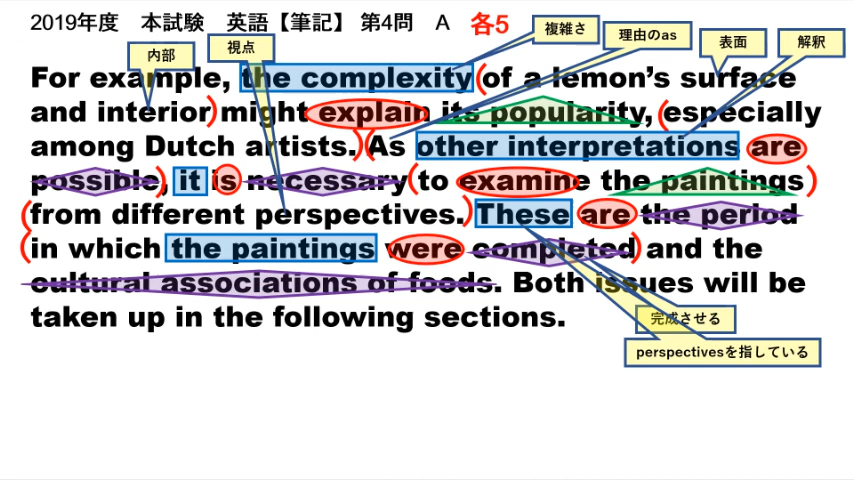 2019年度　本試験　英語【筆記】 第4問　A　各5
複雑さ
理由のas
表面
解釈
内部
視点
For example, the complexity (of a lemon's surface
and interior) might explain its popularity, (especially
among Dutch artists.)(As other interpretations are
possible), it is necessary (to examine the paintings)
(from different perspectives.) These are the period
(in which the paintings were completed) and the
cultural associations of foods. Both issues will be
taken up in the following sections.
完成させる
perspectivesを指している